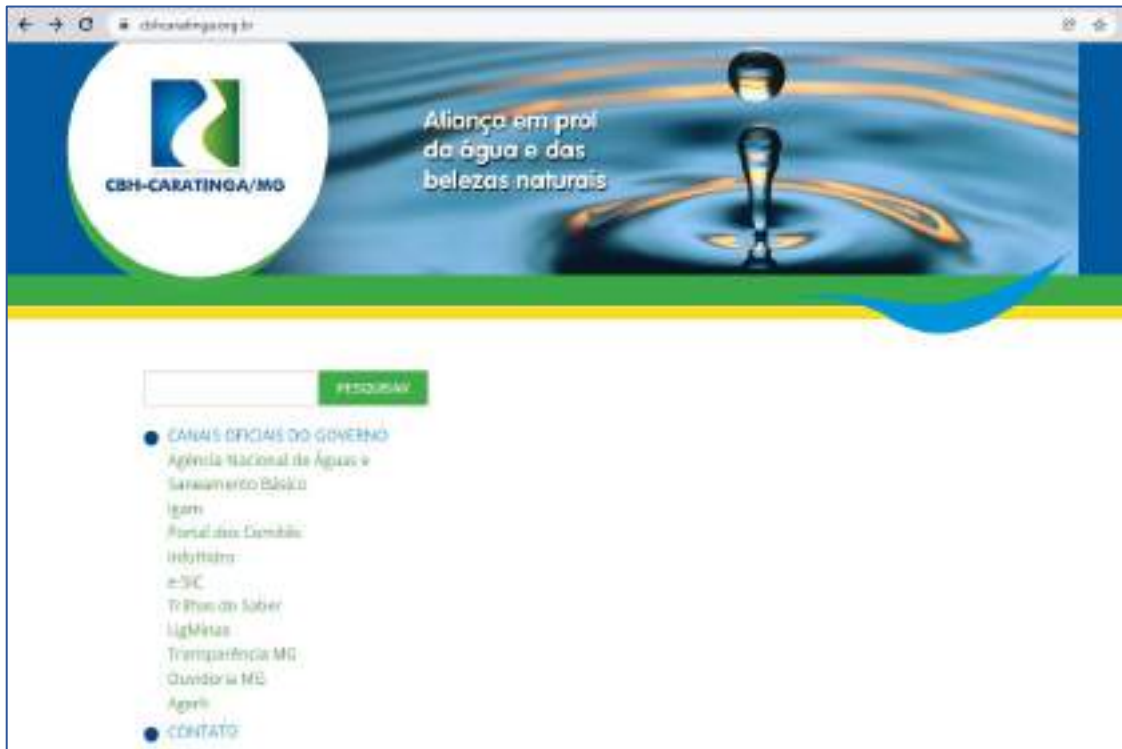 cbhcaratinga.org.br
CBH-CARATINGA/MG
Aliança em prol
da água e das
belezas naturais
PESQUISAR
CANAIS OFICIAIS DO GOVERNO
Agência Nacional de Águas e
Saneamento Básico
Igam
Portal dos Comitês
InfoHidro
e-SIC
Trilhas do Saber
LigMinas
Transparência MG
Ouvidoria MG
CONTATO